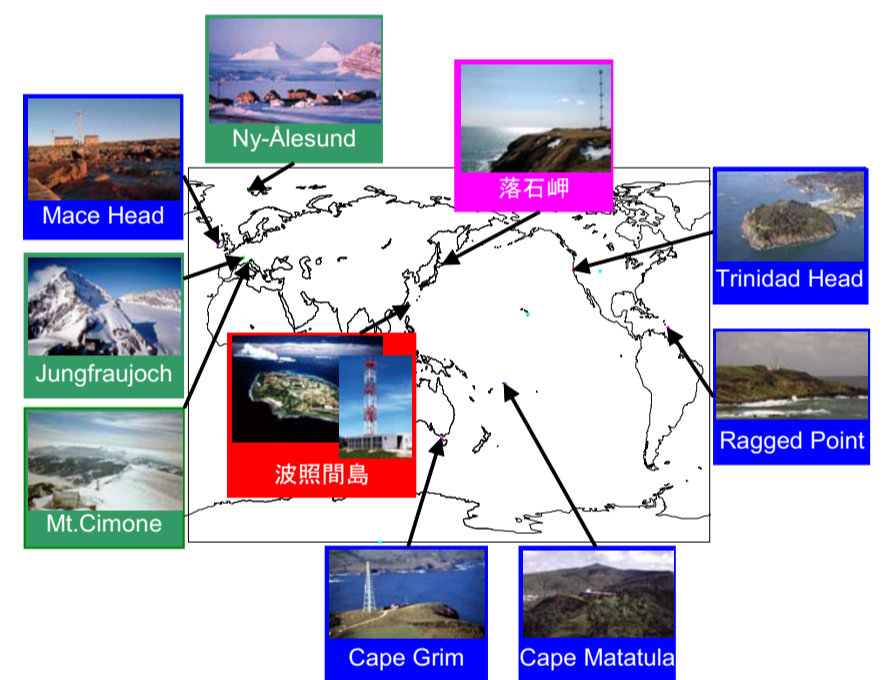 Ny-Ålesund
Mace Head
落石岬
Trinidad Head
Jungfraujoch
Ragged Point
波照間島
Mt.Cimone
Cape Grim
Cape Matatula